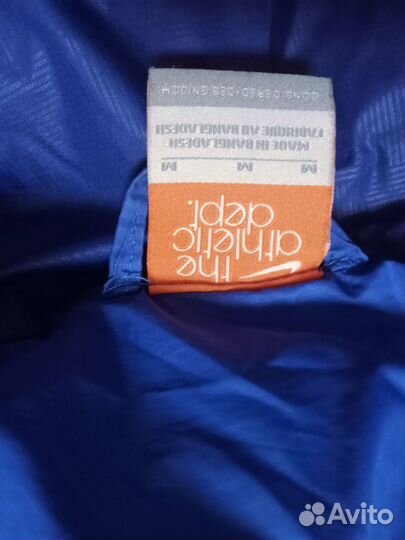 the
athletic
dept.
M M M
MADE IN BANGLADESH
FABRIQUE AU BANGLADESH
Avito